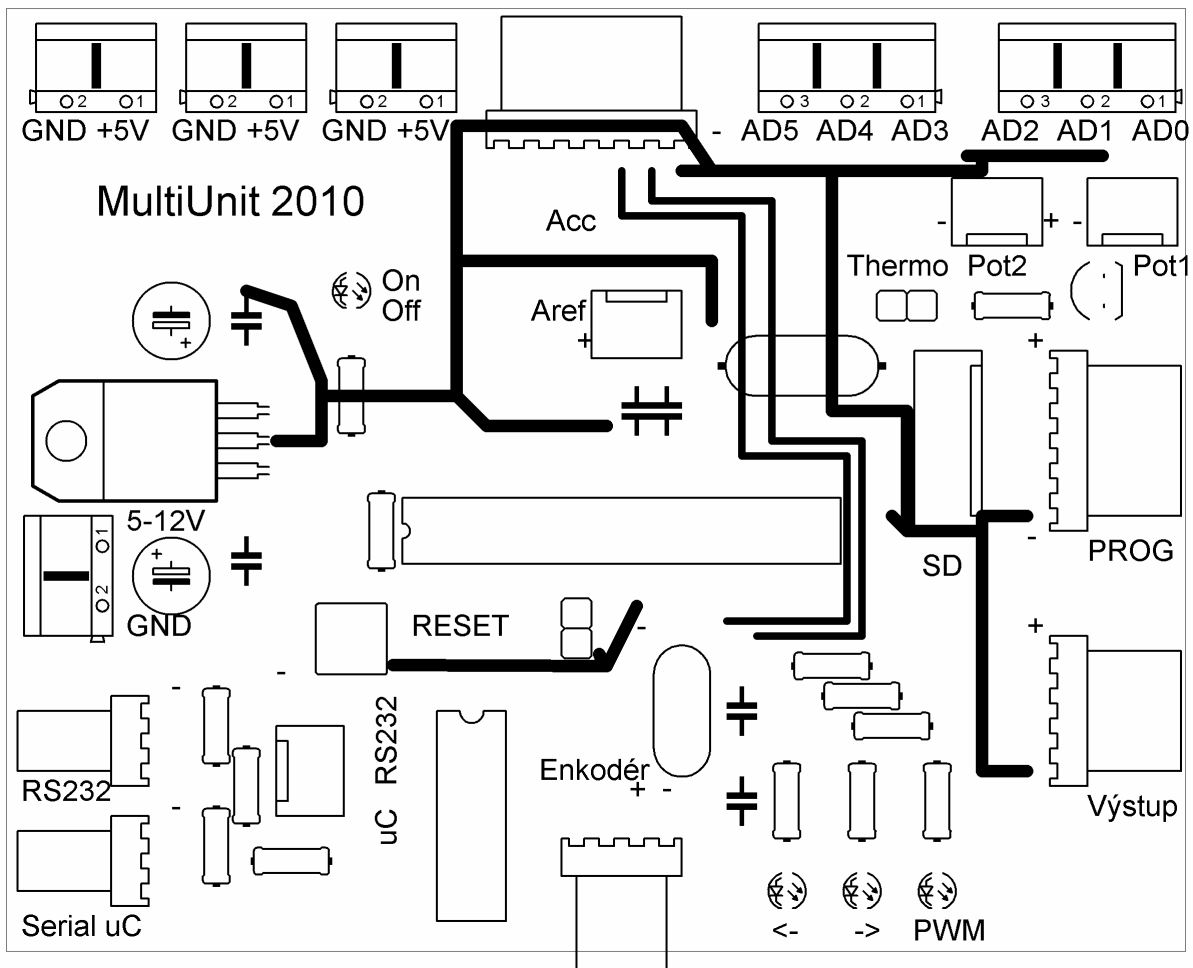 2 1 2 1 2 1 3 2 1 3 2 1
GND +5V GND +5V GND +5V - AD5 AD4 AD3 AD2 AD1 AD0
MultiUnit 2010
Acc
- + -
Thermo Pot2 Pot1
On
Off
Aref
+
+
+
5-12V
1
2
+
GND
-
SD
PROG
RESET
-
+
-
-
RS232
-
Serial uC
uC RS232
Enkodér
+ -
Výstup
<- -> PWM